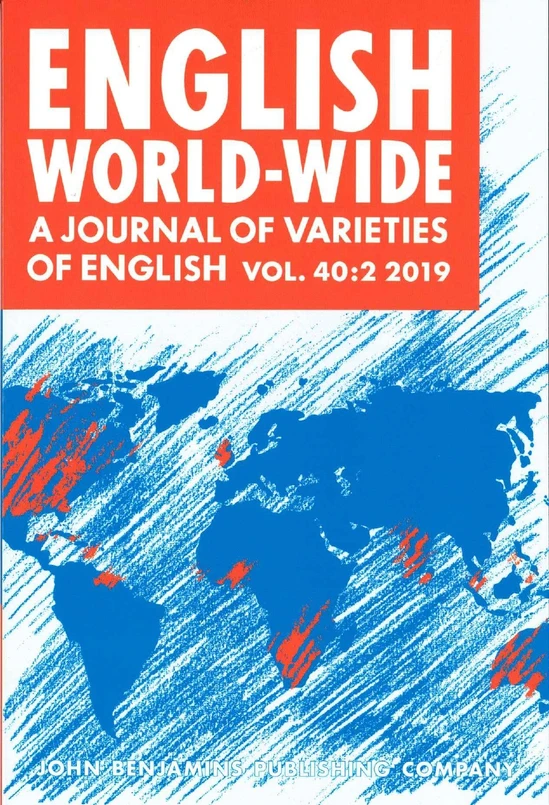 ENGLISH
WORLD-WIDE
A JOURNAL OF VARIETIES
OF ENGLISH VOL. 40:2 2019
JOHN BENJAMINS PUBLISHING COMPANY